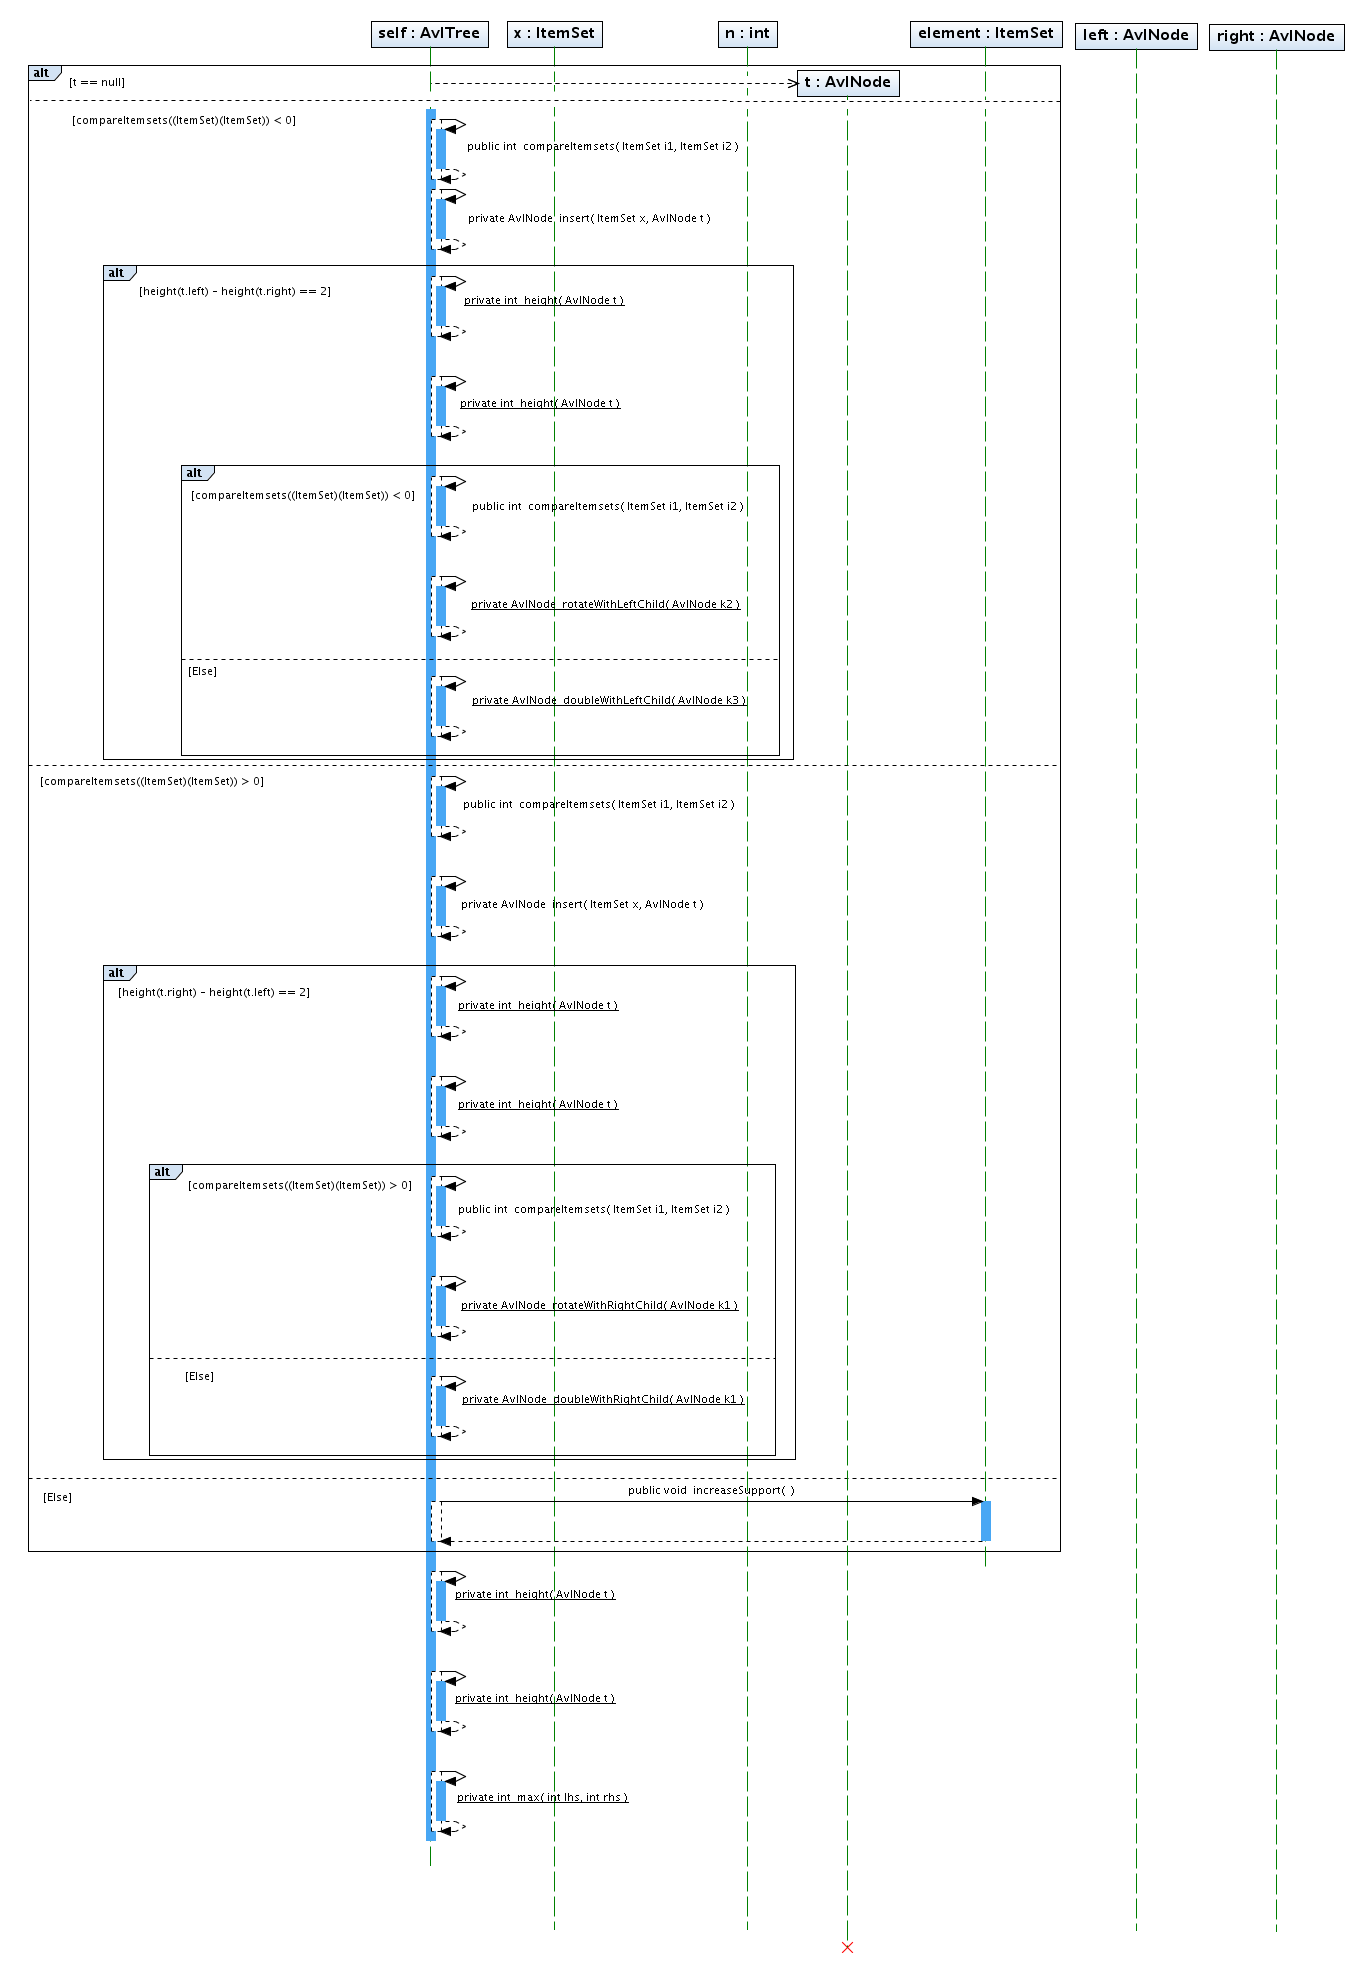 self : AvlTree
x : ItemSet
n : int
element : ItemSet
left : AvlNode
right : AvlNode
alt
[t == null]
t : AvlNode
[compareItemsets((ItemSet)(ItemSet)) < 0]
public int compareItemsets( ItemSet i1, ItemSet i2 )
private AvlNode insert( ItemSet x, AvlNode t )
alt
[height(t.left) - height(t.right) == 2]
private int height( AvlNode t )
private int height( AvlNode t )
alt
[compareItemsets((ItemSet)(ItemSet)) < 0]
public int compareItemsets( ItemSet i1, ItemSet i2 )
private AvlNode rotateWithLeftChild( AvlNode k2 )
[Else]
private AvlNode doubleWithLeftChild( AvlNode k3 )
[compareItemsets((ItemSet)(ItemSet)) > 0]
public int compareItemsets( ItemSet i1, ItemSet i2 )
private AvlNode insert( ItemSet x, AvlNode t )
alt
[height(t.right) - height(t.left) == 2]
private int height( AvlNode t )
private int height( AvlNode t )
alt
[compareItemsets((ItemSet)(ItemSet)) > 0]
public int compareItemsets( ItemSet i1, ItemSet i2 )
private AvlNode rotateWithRightChild( AvlNode k1 )
[Else]
private AvlNode doubleWithRightChild( AvlNode k1 )
[Else]
public void increaseSupport( )
private int height( AvlNode t )
private int height( AvlNode t )
private int max( int lhs, int rhs )